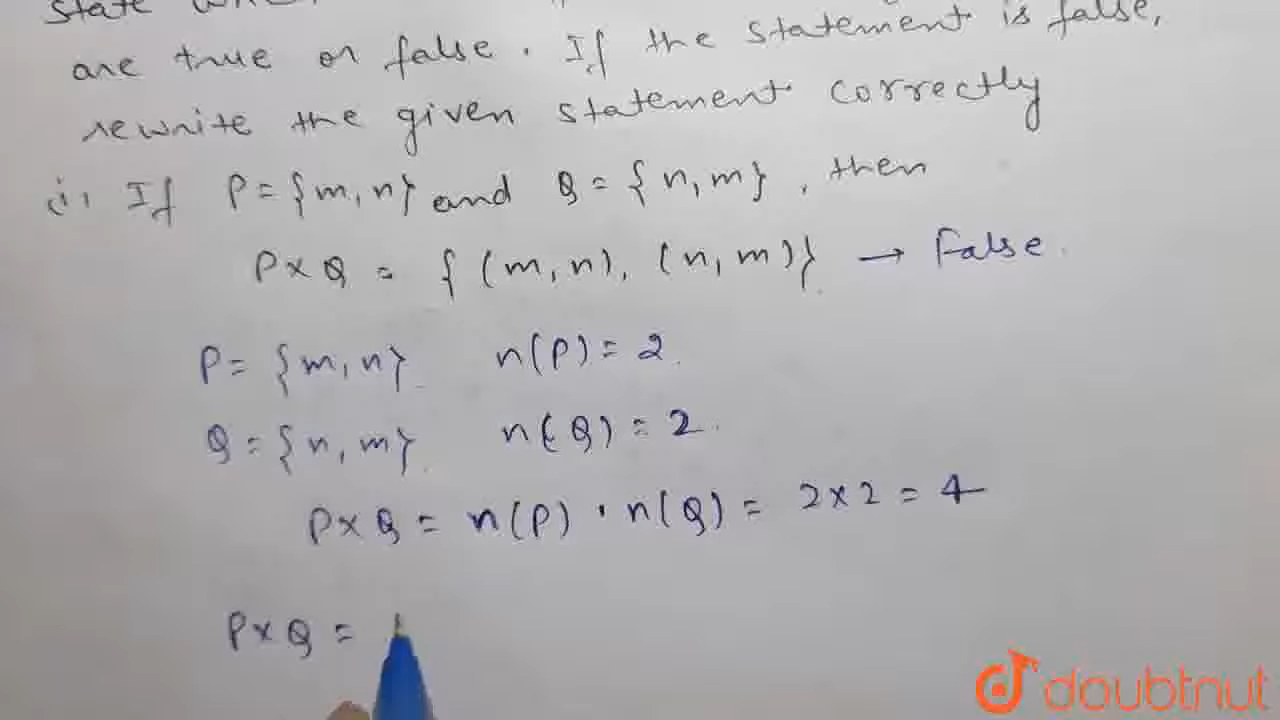 State
are true or false. If the statement is false,
rewrite the given statement correctly
(i) If P = {m, n} and Q = {n, m}, then
P × Q = { (m, n), (n, m)} → False.
P = {m, n} n(P) = 2.
Q = {n, m}. n(Q) = 2.
P × Q = n(P) · n(Q) = 2 × 2 = 4
P × Q =
doubtnut